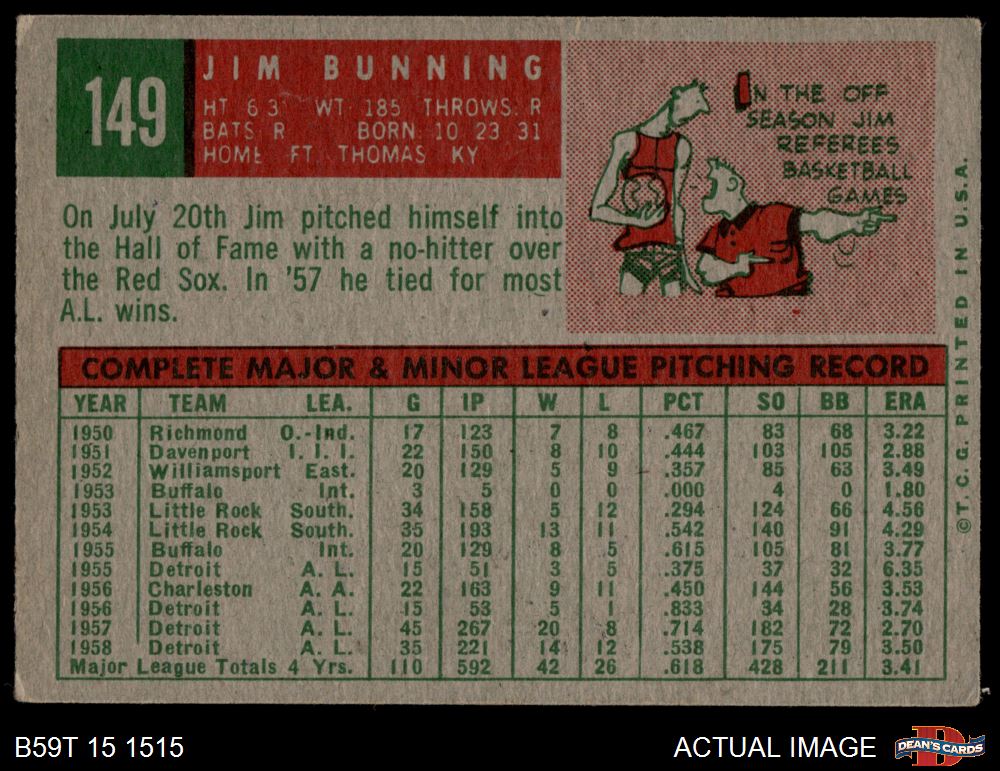 149
JIM BUNNING
HT 6 3 WT 185 THROWS R
BATS R BORN 10 23 31
HOME FT THOMAS KY
On July 20th Jim pitched himself into
the Hall of Fame with a no-hitter over
the Red Sox. In '57 he tied for most
A.L. wins.
IN THE OFF
SEASON JIM
REFEREES
BASKETBALL
GAMES
COMPLETE MAJOR & MINOR LEAGUE PITCHING RECORD
YEAR TEAM LEA. G IP W L PCT SO BB ERA
1950 Richmond O.-Ind. 17 123 7 8 .467 83 68 3.22
1951 Davenport I. I. I. 22 150 8 10 .444 103 105 2.88
1952 Williamsport East. 20 129 5 9 .357 85 63 3.49
1953 Buffalo Int. 3 5 0 0 .000 4 0 1.80
1953 Little Rock South. 34 158 5 12 .294 124 66 4.56
1954 Little Rock South. 35 193 13 11 .542 140 91 4.29
1955 Buffalo Int. 20 129 8 5 .615 105 81 3.77
1955 Detroit A. L. 15 51 3 5 .375 37 32 6.35
1956 Charleston A. A. 22 163 9 11 .450 144 56 3.53
1956 Detroit A. L. 15 53 5 1 .833 34 28 3.74
1957 Detroit A. L. 45 267 20 8 .714 182 72 2.70
1958 Detroit A. L. 35 221 14 12 .538 175 79 3.50
Major League Totals 4 Yrs. 110 592 42 26 .618 428 211 3.41
©T.C.G. PRINTED IN U.S.A.
B59T 15 1515
ACTUAL IMAGE
DEAN'S CARDS